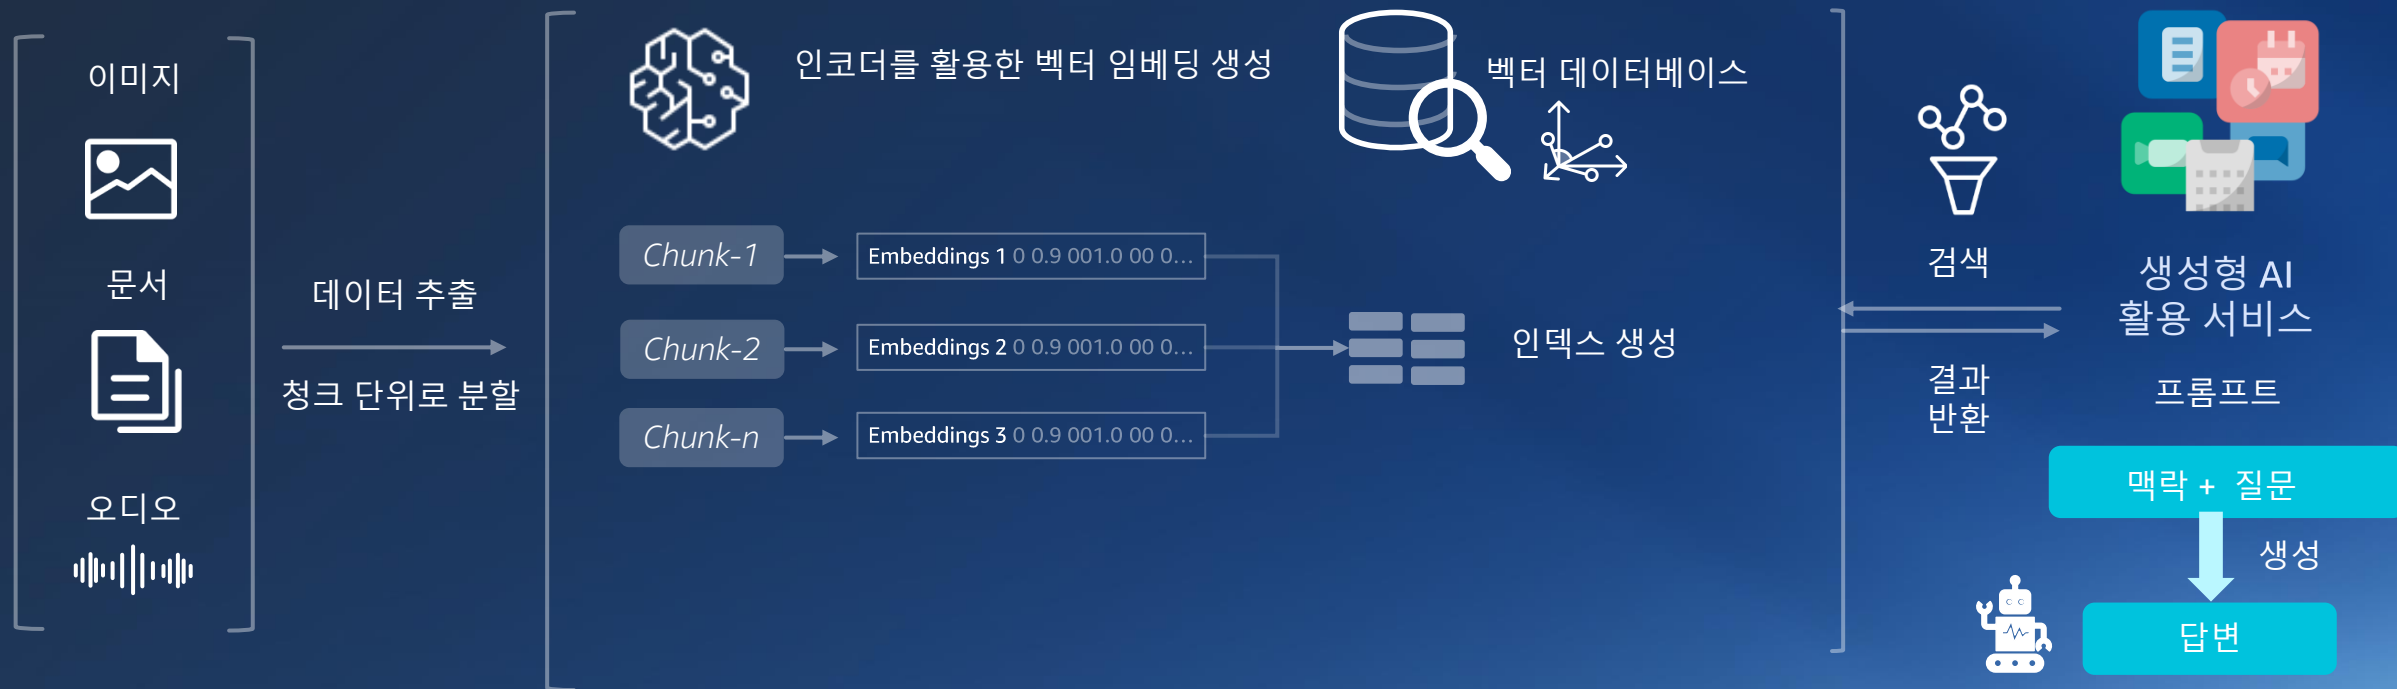 이미지
문서
오디오
데이터 추출
청크 단위로 분할
인코더를 활용한 벡터 임베딩 생성
벡터 데이터베이스
Chunk-1
Embeddings 1 0 0.9 001.0 00 0...
Chunk-2
Embeddings 2 0 0.9 001.0 00 0...
Chunk-n
Embeddings 3 0 0.9 001.0 00 0...
인덱스 생성
검색
결과
반환
생성형 AI
활용 서비스
프롬프트
맥락 + 질문
생성
답변